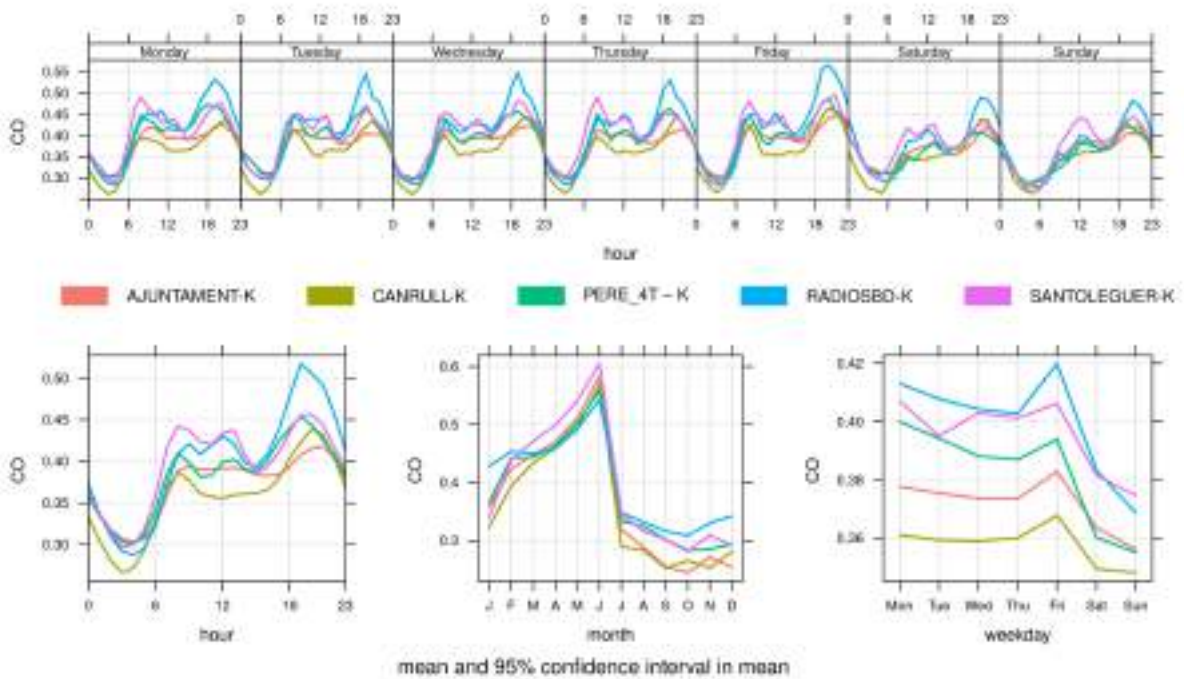 0 6 12 18 23 0 6 12 18 23 0 6 12 18 23
Monday Tuesday Wednesday Thursday Friday Saturday Sunday
0.55
0.50
0.45
0.40
0.35
0.30
CO
0 6 12 18 23 0 6 12 18 23 0 6 12 18 23 0 6 12 18 23
hour
AJUNTAMENT-K CANRULL-K PERE_4T – K RADIOSBD-K SANTOLEGUER-K
0.50
0.45
0.40
0.35
0.30
CO
0 6 12 18 23
hour
0.6
0.5
0.4
0.3
CO
J F M A M J J A S O N D
month
0.42
0.40
0.38
0.36
CO
Mon Tue Wed Thu Fri Sat Sun
weekday
mean and 95% confidence interval in mean